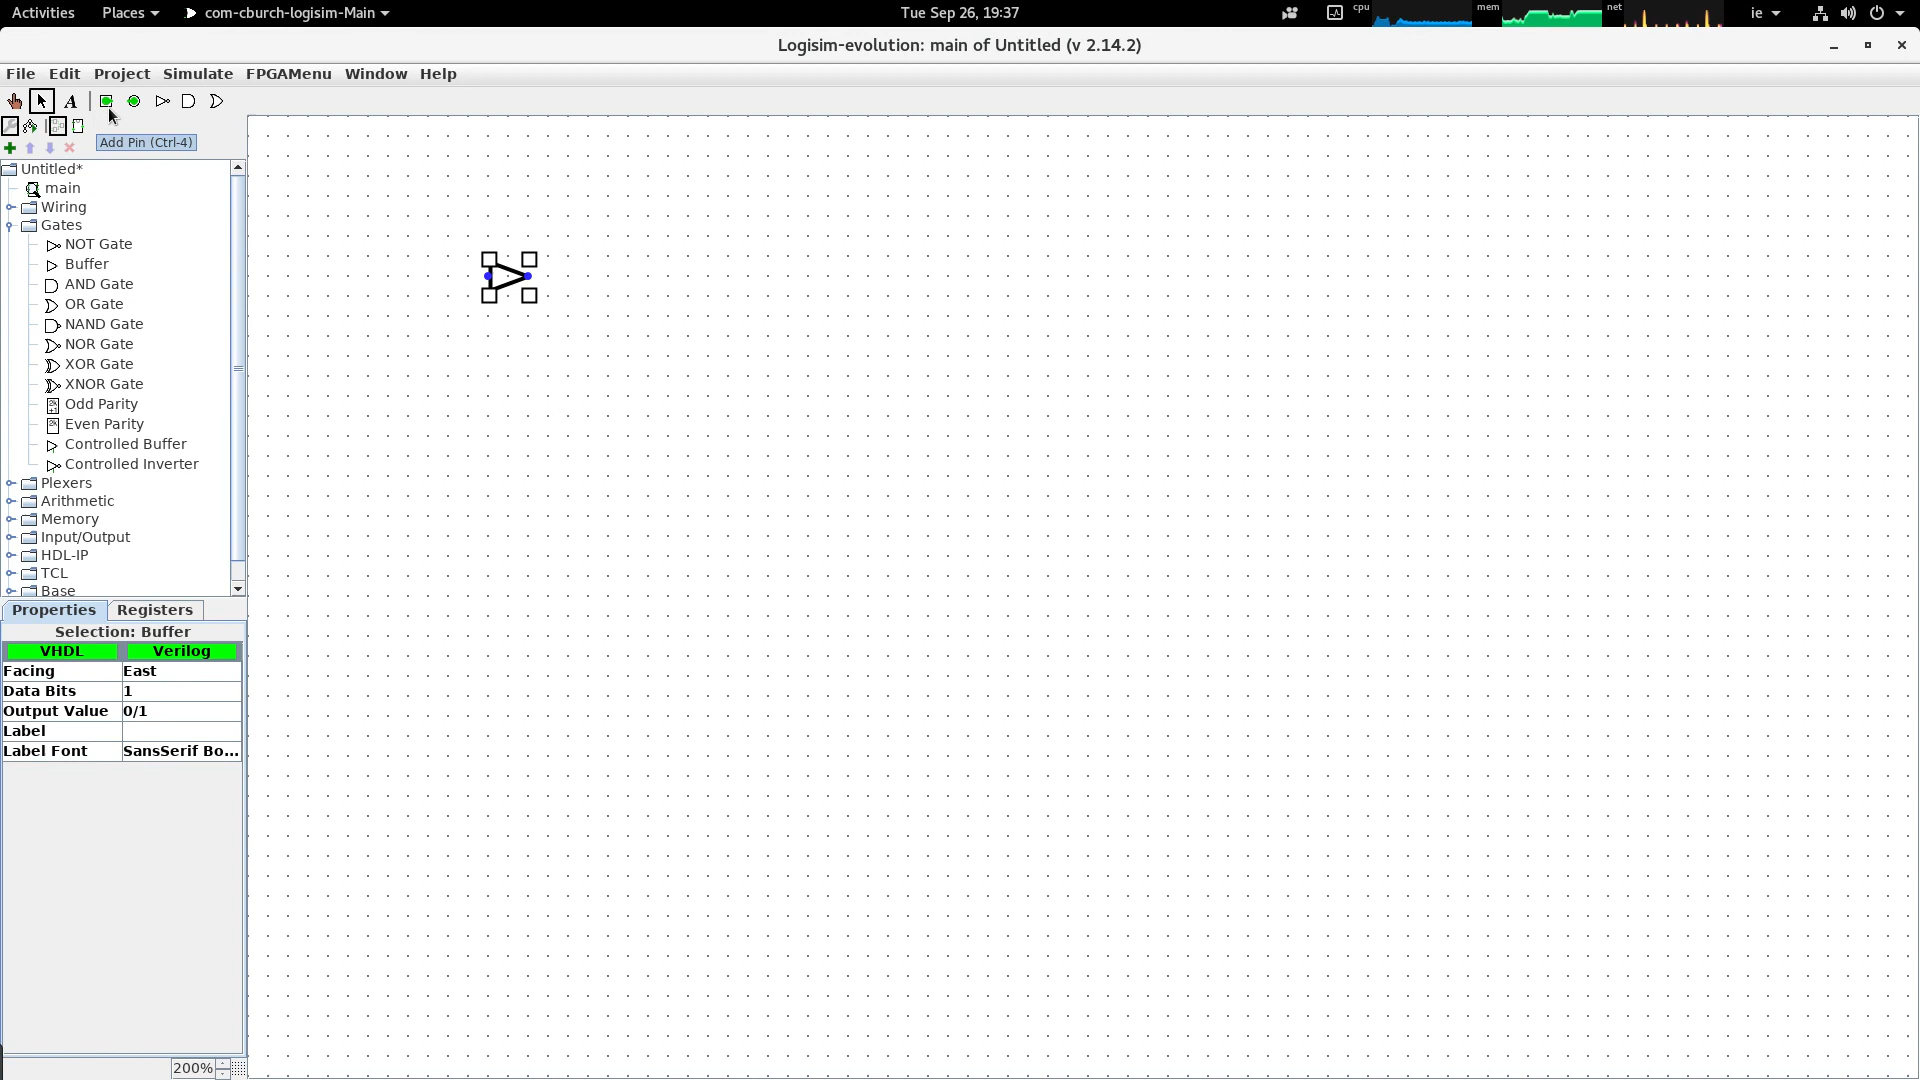 Activities Places com-cburch-logisim-Main Tue Sep 26, 19:37 cpu mem net ie
Logisim-evolution: main of Untitled (v 2.14.2)
File Edit Project Simulate FPGAMenu Window Help
A
Add Pin (Ctrl-4)
Untitled*
main
Wiring
Gates
NOT Gate
Buffer
AND Gate
OR Gate
NAND Gate
NOR Gate
XOR Gate
XNOR Gate
Odd Parity
Even Parity
Controlled Buffer
Controlled Inverter
Plexers
Arithmetic
Memory
Input/Output
HDL-IP
TCL
Base
Properties Registers
Selection: Buffer
VHDL Verilog
Facing East
Data Bits 1
Output Value 0/1
Label
Label Font SansSerif Bo...
200%